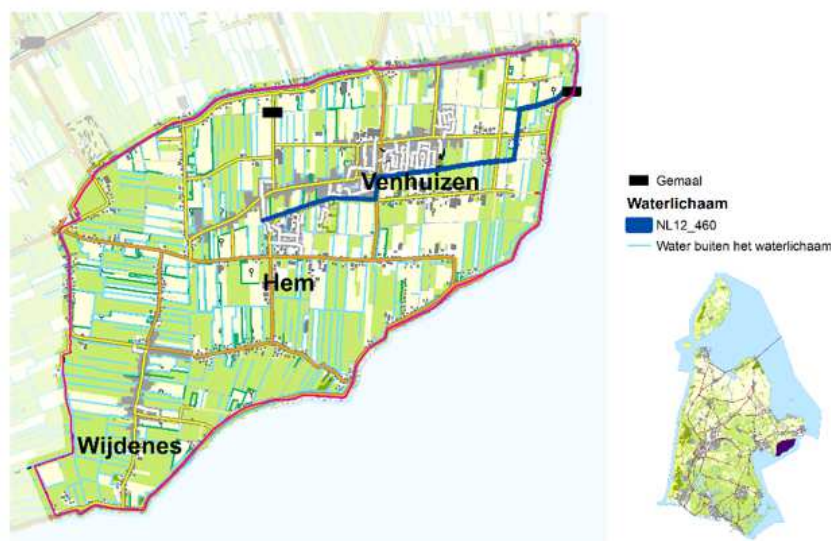 Venhuizen
Hem
Wijdenes
Gemaal
Waterlichaam
NL12_460
Water buiten het waterlichaam